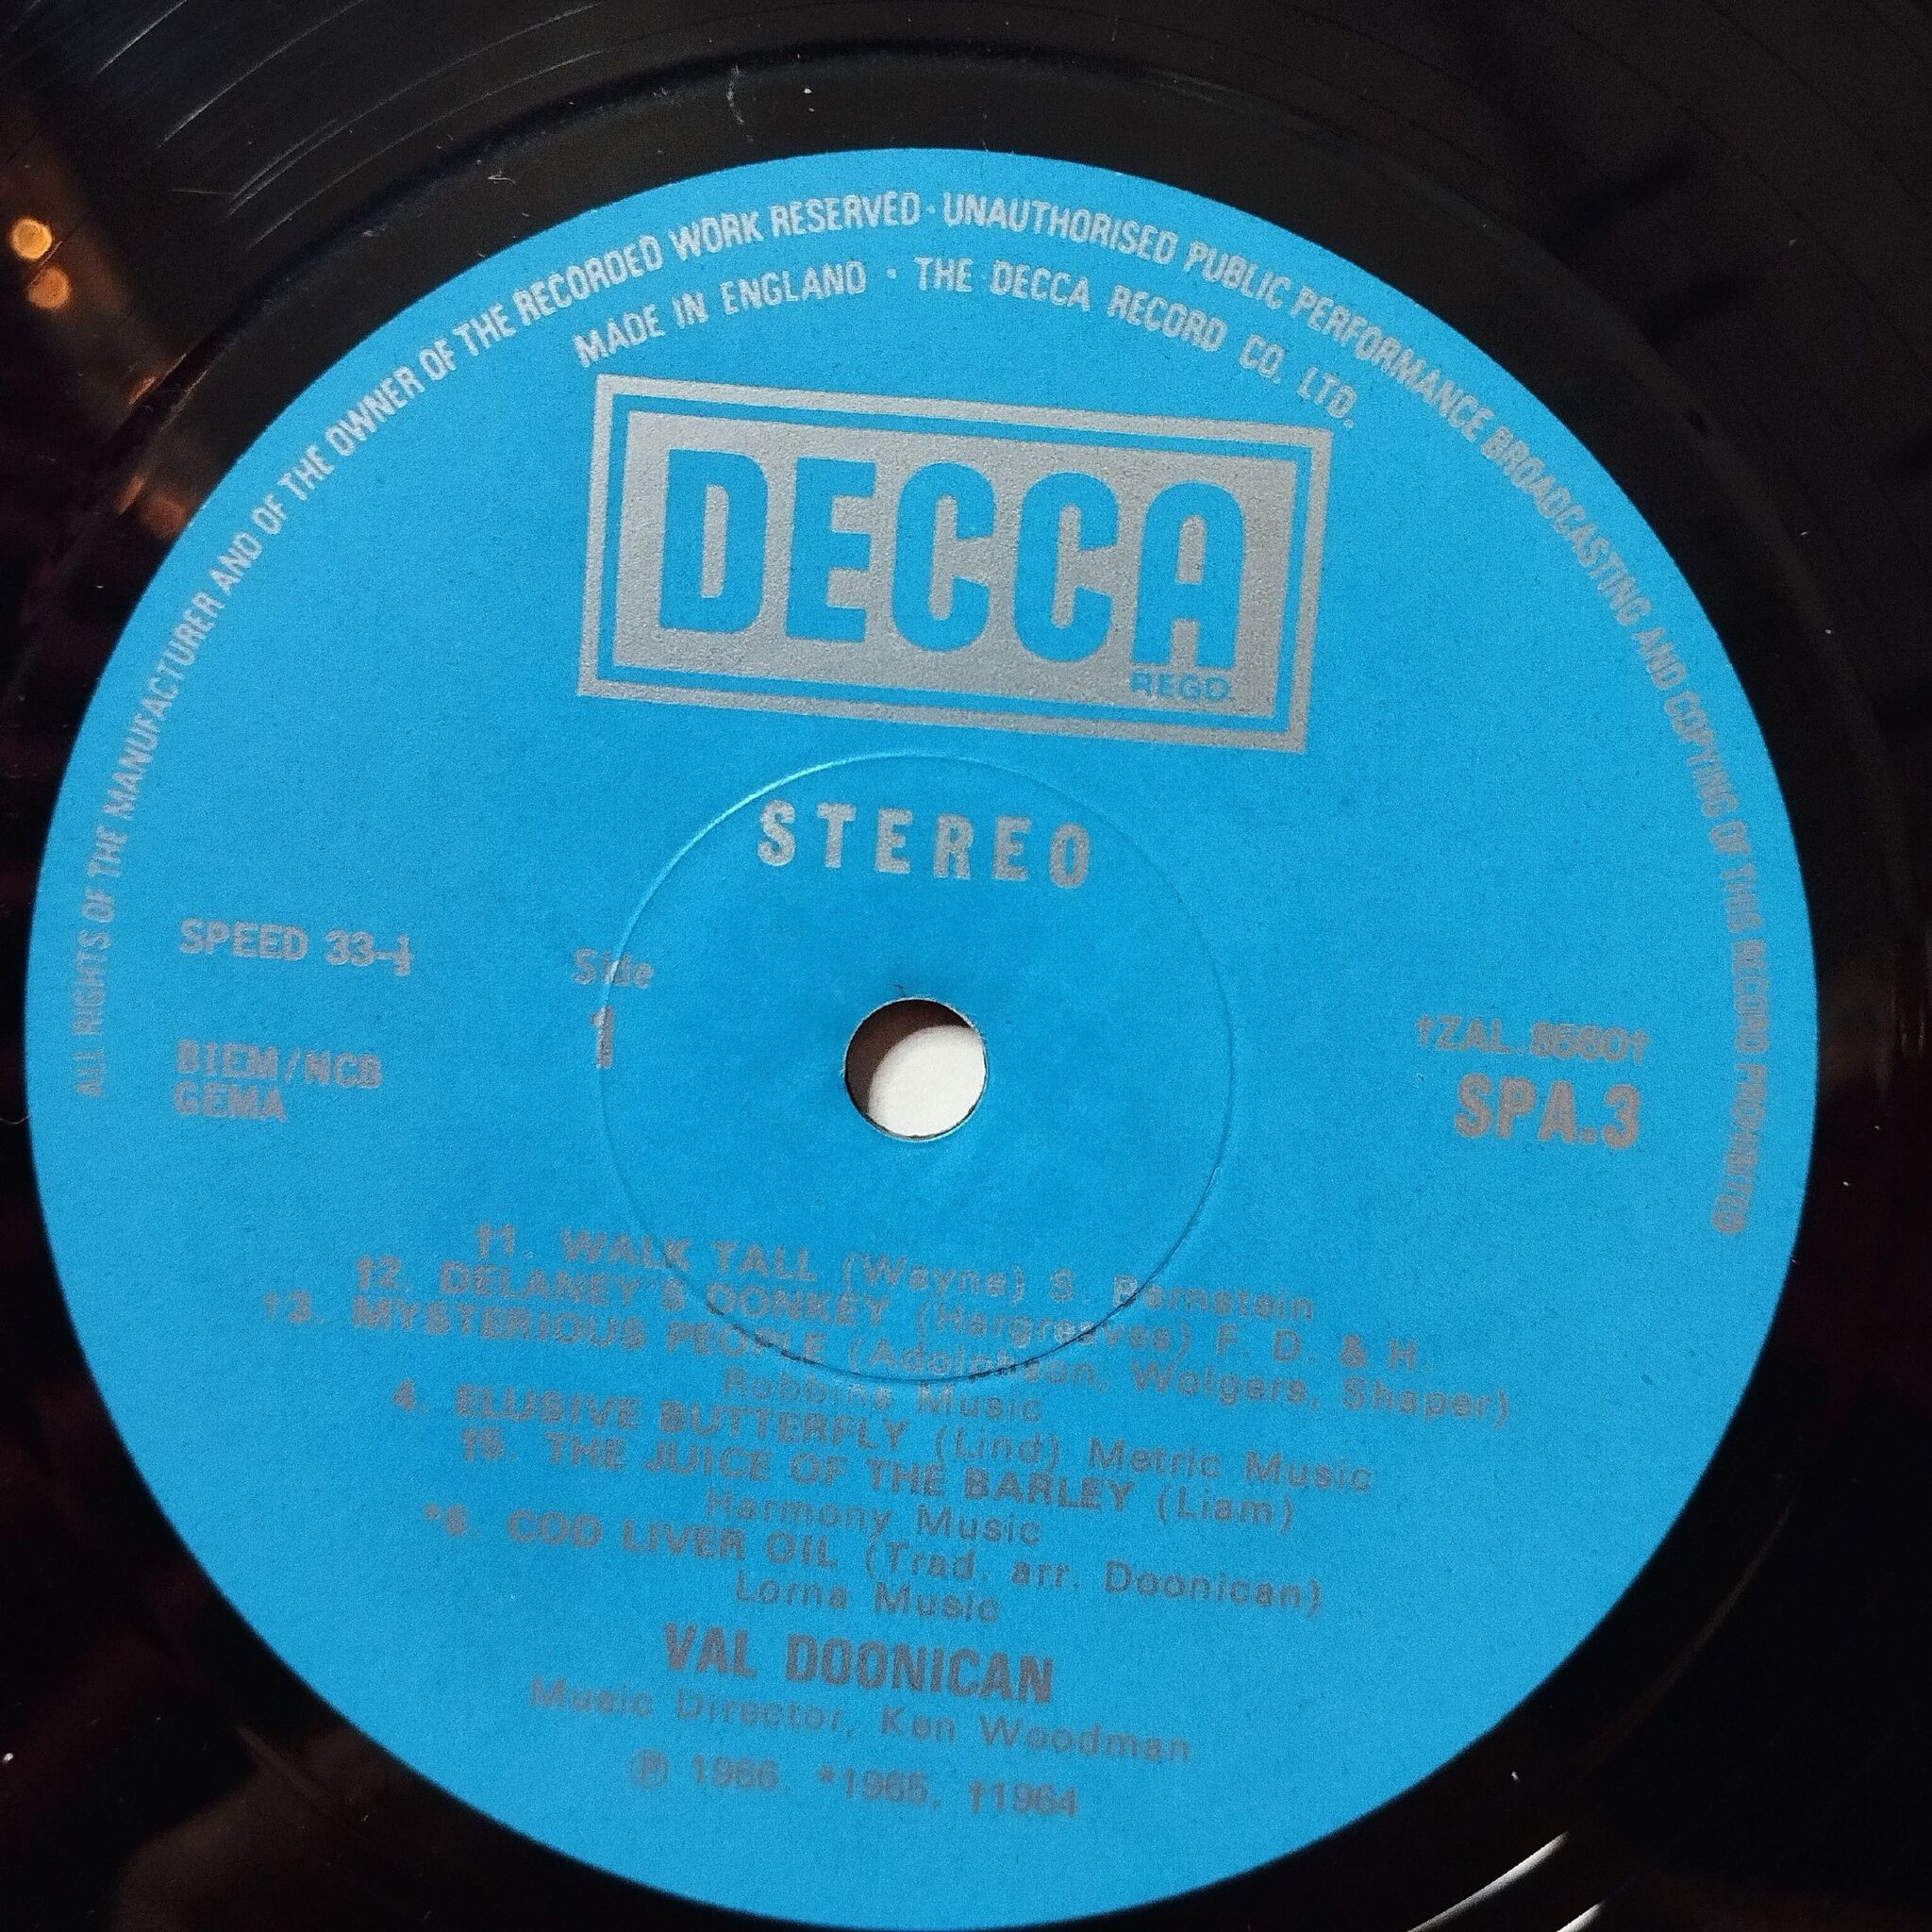 ALL RIGHTS OF THE MANUFACTURER AND OF THE OWNER OF THE RECORDED WORK RESERVED · UNAUTHORISED PUBLIC PERFORMANCE BROADCASTING AND COPYING OF THIS RECORD PROHIBITED
MADE IN ENGLAND · THE DECCA RECORD CO. LTD.
DECCA
REGD.
STEREO
SPEED 33-⅓
Side
1
BIEM/NCB
GEMA
†ZAL.8680†
SPA.3
†1. WALK TALL (Wayne) S. Bernstein
†2. DELANEY'S DONKEY (Hargreaves) F. D. & H.
†3. MYSTERIOUS PEOPLE (Adolphson, Wolgers, Shaper)
Robbins Music
4. ELUSIVE BUTTERFLY (Lind) Metric Music
†5. THE JUICE OF THE BARLEY (Liam)
Harmony Music
*6. COD LIVER OIL (Trad. arr. Doonican)
Lorna Music
VAL DOONICAN
Music Director, Ken Woodman
℗ 1966. *1965, †1964